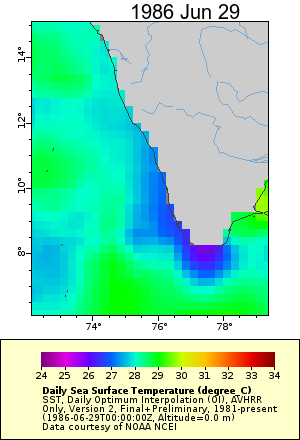 1986 Jun 29
14°
12°
10°
8°
74°
76°
78°
24 25 26 27 28 29 30 31 32 33 34
Daily Sea Surface Temperature (degree_C)
SST, Daily Optimum Interpolation (OI), AVHRR
Only, Version 2, Final+Preliminary, 1981-present
(1986-06-29T00:00:00Z, Altitude=0.0 m)
Data courtesy of NOAA NCEI